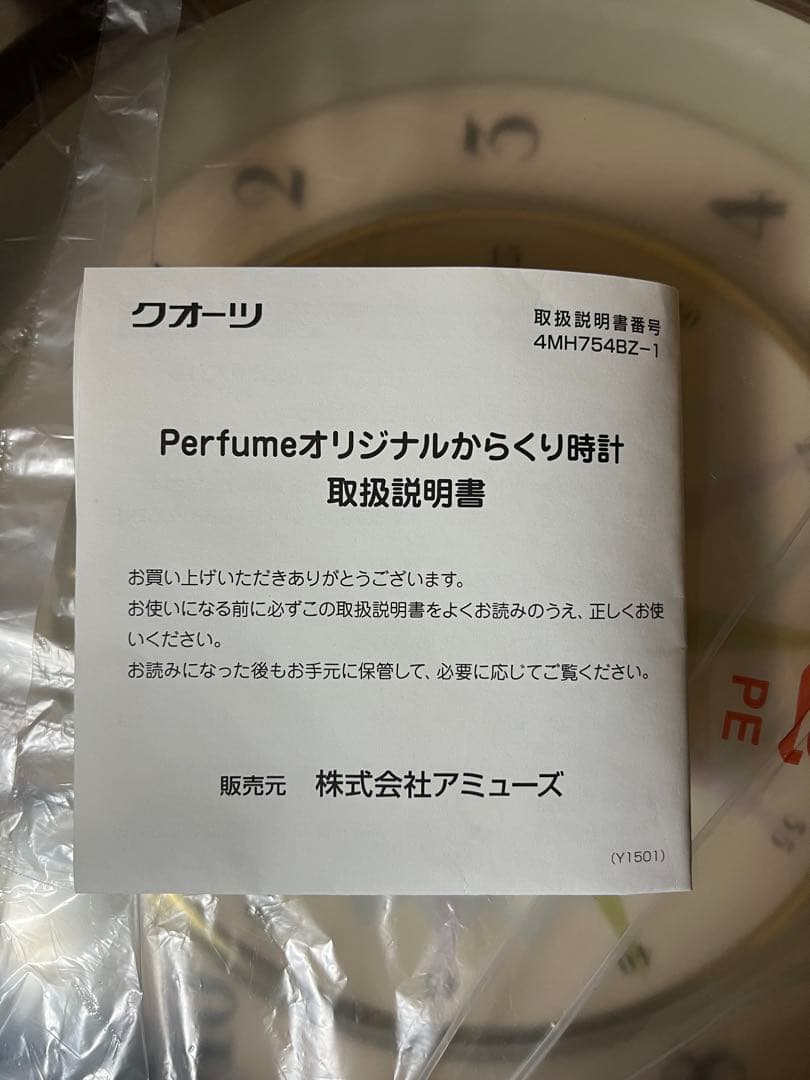 クオーツ
取扱説明書番号
4MH754BZ-1
Perfumeオリジナルからくり時計
取扱説明書
お買い上げいただきありがとうございます。
お使いになる前に必ずこの取扱説明書をよくお読みのうえ、正しくお使
いください。
お読みになった後もお手元に保管して、必要に応じてご覧ください。
販売元 株式会社アミューズ
(Y1501)
2
3
4
PE